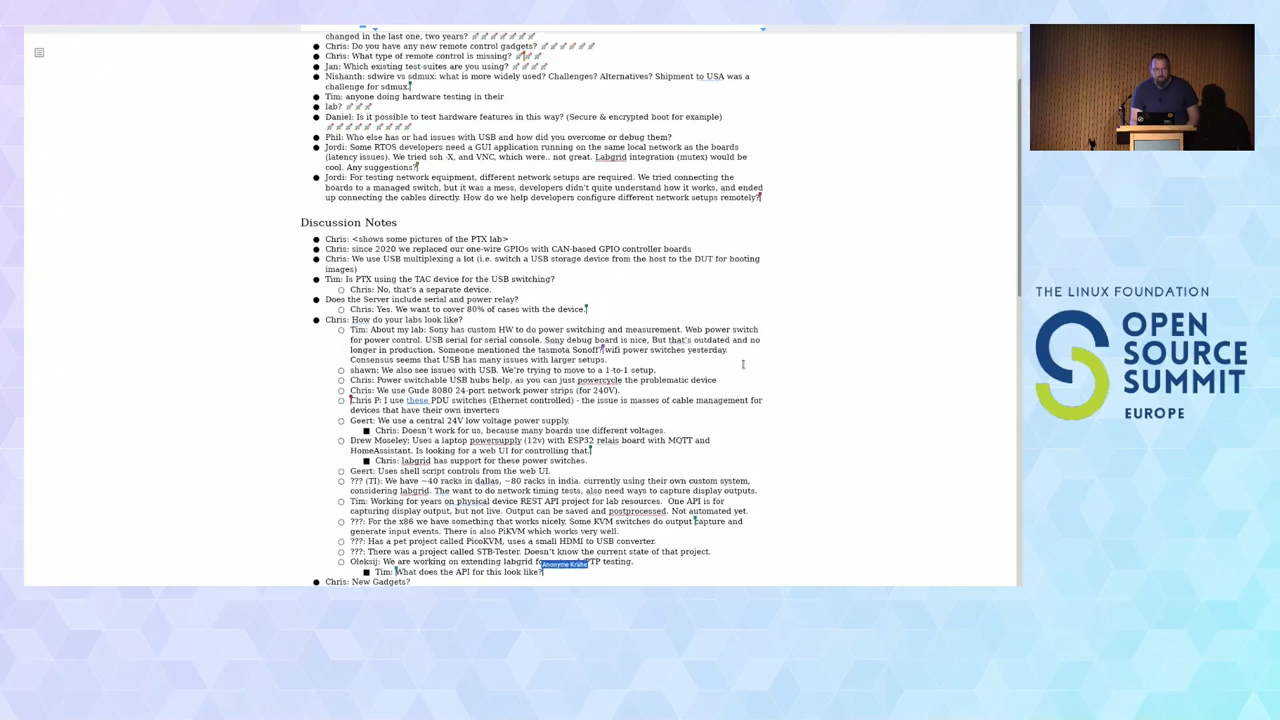 changed in the last one, two years? 🚀🚀🚀🚀🚀🚀🚀
● Chris: Do you have any new remote control gadgets? 🚀🚀🚀🚀🚀🚀
● Chris: What type of remote control is missing? 🚀🚀🚀
● Jan: Which existing test-suites are you using? 🚀🚀🚀🚀
● Nishanth: sdwire vs sdmux: what is more widely used? Challenges? Alternatives? Shipment to USA was a
challenge for sdmux.
● Tim: anyone doing hardware testing in their
● lab? 🚀🚀🚀
● Daniel: Is it possible to test hardware features in this way? (Secure & encrypted boot for example)
🚀🚀🚀🚀🚀 🚀🚀🚀🚀
● Phil: Who else has or had issues with USB and how did you overcome or debug them?
● Jordi: Some RTOS developers need a GUI application running on the same local network as the boards
(latency issues). We tried ssh -X, and VNC, which were.. not great. Labgrid integration (mutex) would be
cool. Any suggestions?
● Jordi: For testing network equipment, different network setups are required. We tried connecting the
boards to a managed switch, but it was a mess, developers didn't quite understand how it works, and ended
up connecting the cables directly. How do we help developers configure different network setups remotely?
Discussion Notes
● Chris: <shows some pictures of the PTX lab>
● Chris: since 2020 we replaced our one-wire GPIOs with CAN-based GPIO controller boards
● Chris: We use USB multiplexing a lot (i.e. switch a USB storage device from the host to the DUT for booting
images)
● Tim: Is PTX using the TAC device for the USB switching?
○ Chris: No, that's a separate device.
● Does the Server include serial and power relay?
○ Chris: Yes. We want to cover 80% of cases with the device.
● Chris: How do your labs look like?
○ Tim: About my lab: Sony has custom HW to do power switching and measurement. Web power switch
for power control. USB serial for serial console. Sony debug board is nice, But that's outdated and no
longer in production. Someone mentioned the tasmota Sonoff? wifi power switches yesterday.
Consensus seems that USB has many issues with larger setups.
○ shawn: We also see issues with USB. We're trying to move to a 1-to-1 setup.
○ Chris: Power switchable USB hubs help, as you can just powercycle the problematic device
○ Chris: We use Gude 8080 24-port network power strips (for 240V).
○ Chris P: I use these PDU switches (Ethernet controlled) - the issue is masses of cable management for
devices that have their own inverters
○ Geert: We use a central 24V low voltage power supply.
■ Chris: Doesn't work for us, because many boards use different voltages.
○ Drew Moseley: Uses a laptop powersupply (12v) with ESP32 relais board with MQTT and
HomeAssistant. Is looking for a web UI for controlling that.
■ Chris: labgrid has support for these power switches.
○ Geert: Uses shell script controls from the web UI.
○ ??? (TI): We have ~40 racks in dallas, ~80 racks in india. currently using their own custom system,
considering labgrid. The want to do network timing tests, also need ways to capture display outputs.
○ Tim: Working for years on physical device REST API project for lab resources. One API is for
capturing display output, but not live. Output can be saved and postprocessed. Not automated yet.
○ ???: For the x86 we have something that works nicely. Some KVM switches do output capture and
generate input events. There is also PiKVM which works very well.
○ ???: Has a pet project called PicoKVM, uses a small HDMI to USB converter.
○ ???: There was a project called STB-Tester. Doesn't know the current state of that project.
○ Oleksij: We are working on extending labgrid TP testing.
Anonyme Krähe
■ Tim: What does the API for this look like?
● Chris: New Gadgets?
THE LINUX FOUNDATION
OPEN
SOURCE
SUMMIT
EUROPE